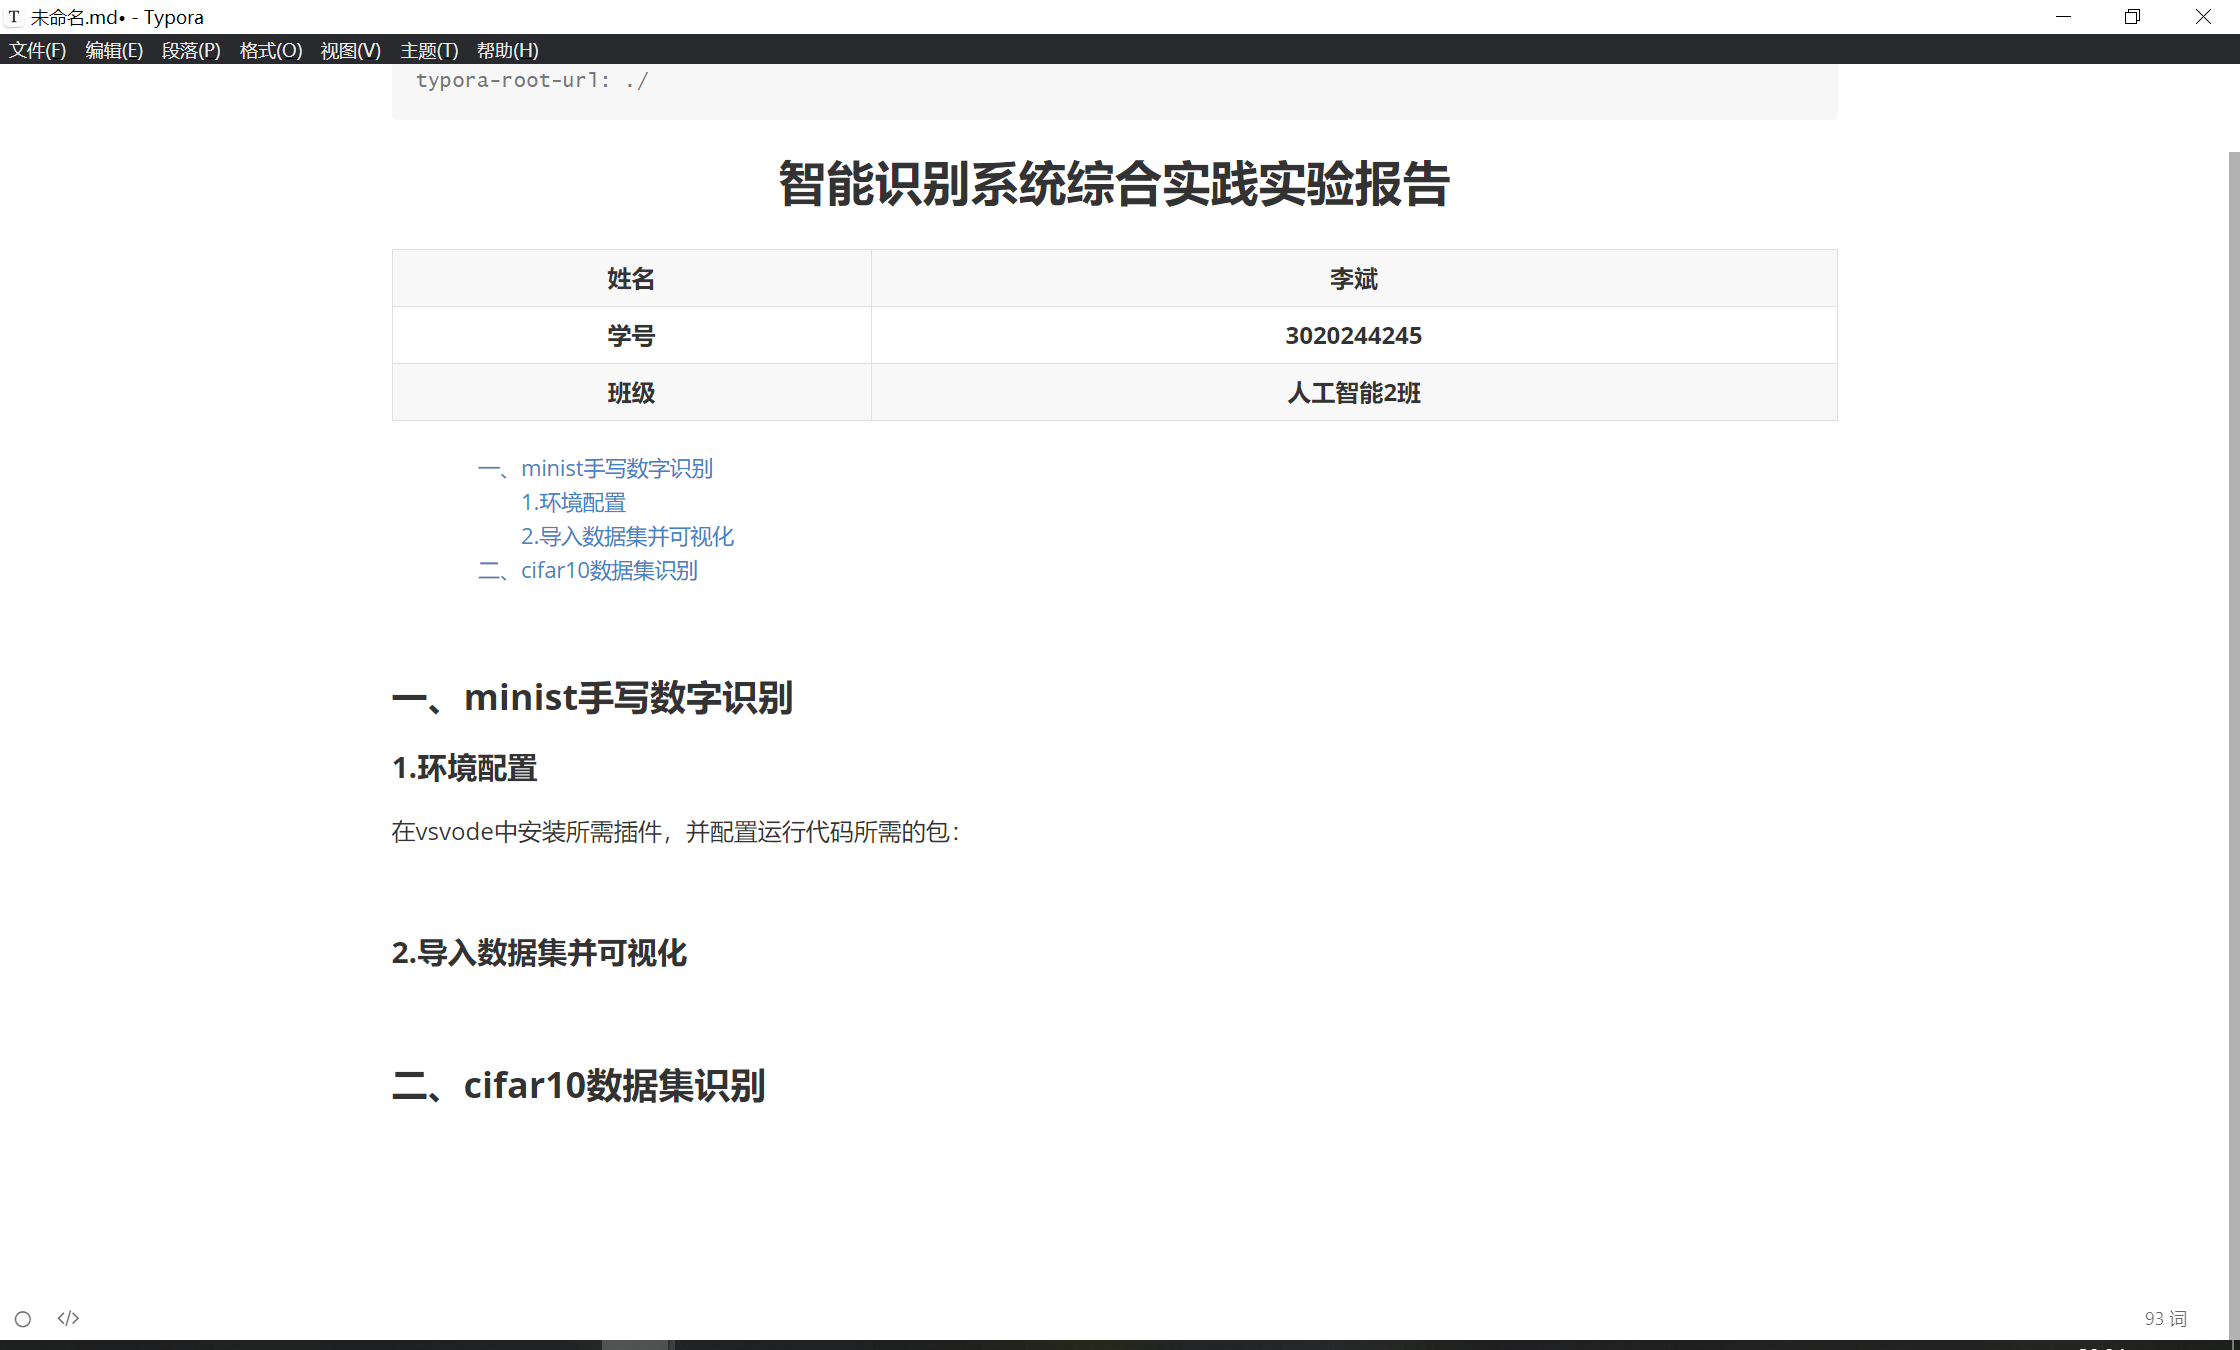 T 未命名.md• - Typora
文件(F) 编辑(E) 段落(P) 格式(O) 视图(V) 主题(T) 帮助(H)
typora-root-url: ./
智能识别系统综合实践实验报告
姓名 李斌
学号 3020244245
班级 人工智能2班
一、minist手写数字识别
1.环境配置
2.导入数据集并可视化
二、cifar10数据集识别
一、minist手写数字识别
1.环境配置
在vsvode中安装所需插件，并配置运行代码所需的包：
2.导入数据集并可视化
二、cifar10数据集识别
</> 93 词